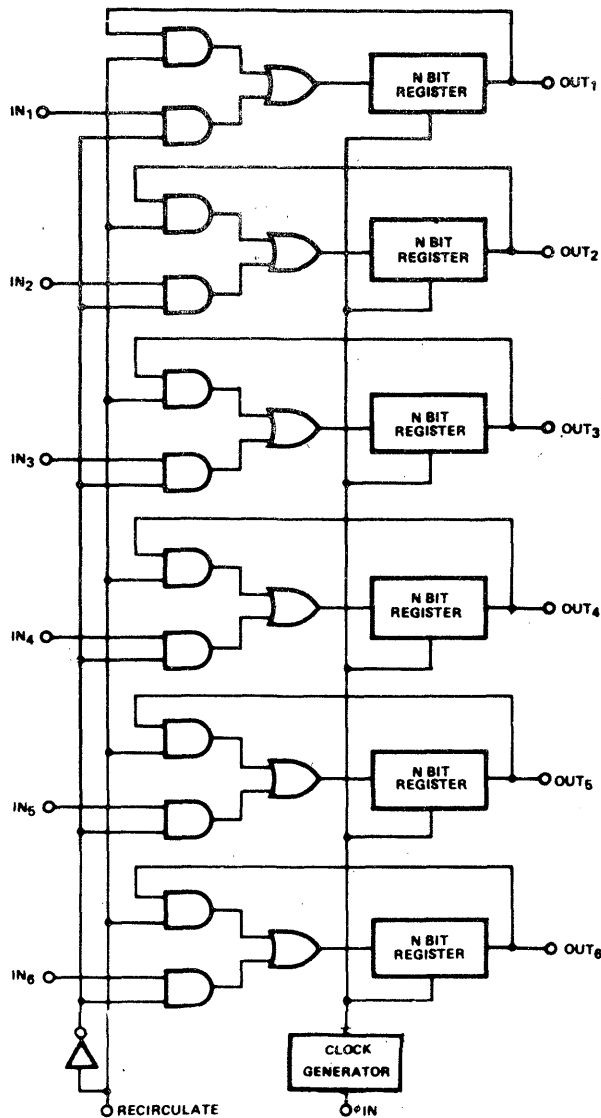 N BIT
REGISTER
OUT₁
IN₁
N BIT
REGISTER
OUT₂
IN₂
N BIT
REGISTER
OUT₃
IN₃
N BIT
REGISTER
OUT₄
IN₄
N BIT
REGISTER
OUT₅
IN₅
N BIT
REGISTER
OUT₆
IN₆
CLOCK
GENERATOR
RECIRCULATE
φIN